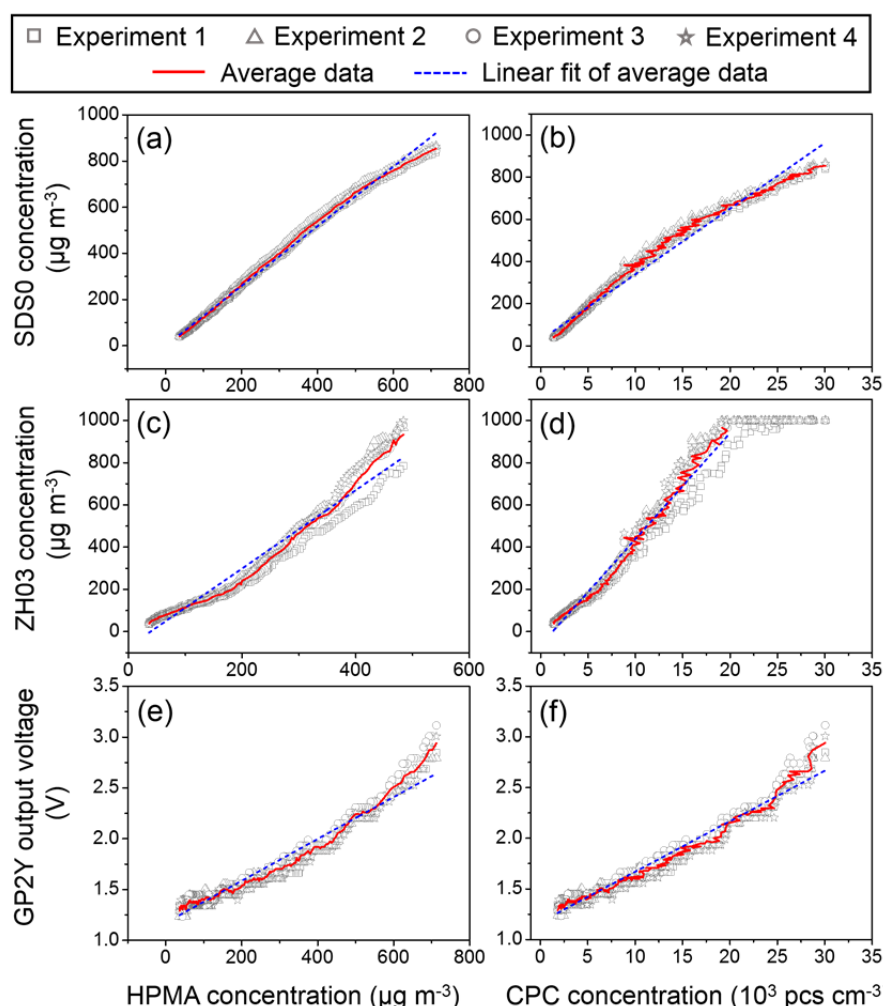 Experiment 1 Experiment 2 Experiment 3 Experiment 4
Average data Linear fit of average data
SDS0 concentration
(µg m⁻³)
(a)
1000
800
600
400
200
0
0 200 400 600 800
(b)
1000
800
600
400
200
0
0 5 10 15 20 25 30 35
ZH03 concentration
(µg m⁻³)
(c)
1000
800
600
400
200
0
0 200 400 600
(d)
1000
800
600
400
200
0
0 5 10 15 20 25 30 35
GP2Y output voltage
(V)
(e)
3.5
3.0
2.5
2.0
1.5
1.0
0 200 400 600 800
(f)
3.5
3.0
2.5
2.0
1.5
1.0
0 5 10 15 20 25 30 35
HPMA concentration (µg m⁻³) CPC concentration (10³ pcs cm⁻³